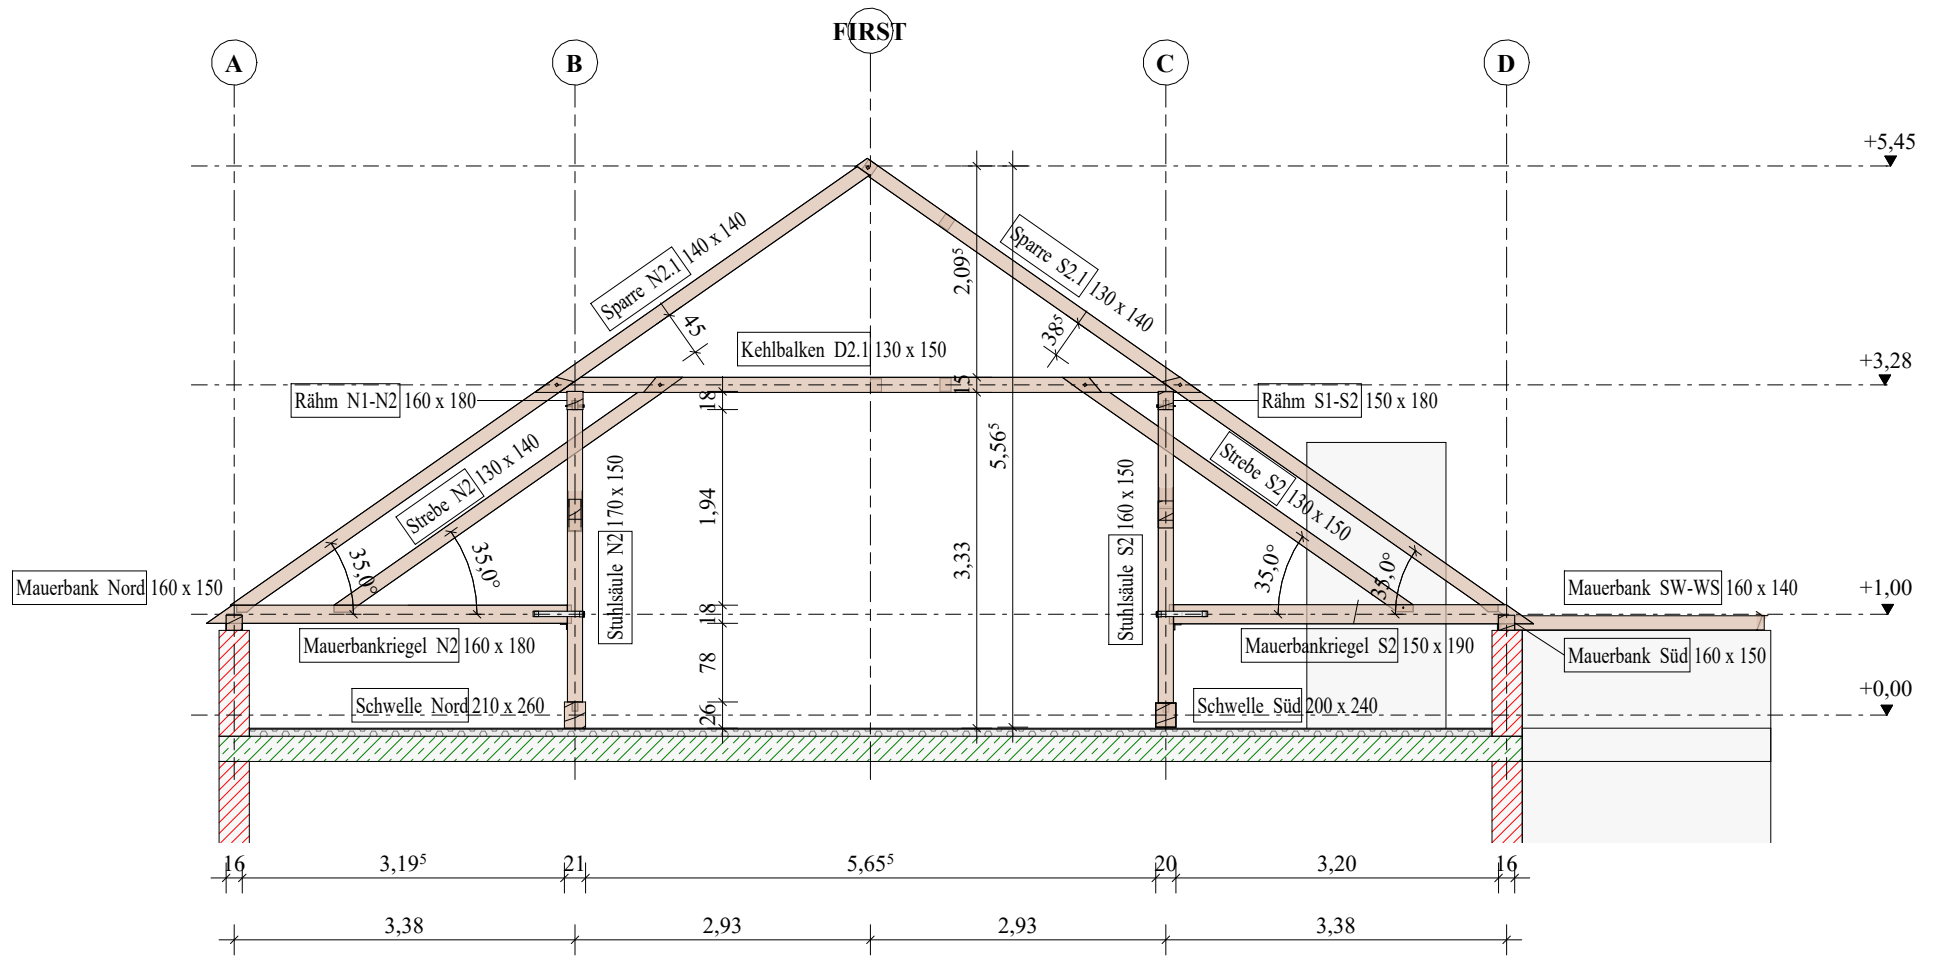 FIRST
A
B
C
D
+5,45
Sparre N2.1 140 x 140
Sparre S2.1 130 x 140
2,09⁵
45
38⁵
Kehlbalken D2.1 130 x 150
+3,28
Rähm N1-N2 160 x 180
18
15
Rähm S1-S2 150 x 180
Strebe N2 130 x 140
Strebe S2 130 x 150
5,56⁵
1,94
3,33
Stuhlsäule N2 170 x 150
Stuhlsäule S2 160 x 150
35,0°
35,0°
35,0°
35,0°
Mauerbank Nord 160 x 150
Mauerbank SW-WS 160 x 140
+1,00
18
Mauerbankriegel N2 160 x 180
Mauerbankriegel S2 150 x 190
Mauerbank Süd 160 x 150
78
+0,00
Schwelle Nord 210 x 260
26
Schwelle Süd 200 x 240
16
3,19⁵
21
5,65⁵
20
3,20
16
3,38
2,93
2,93
3,38